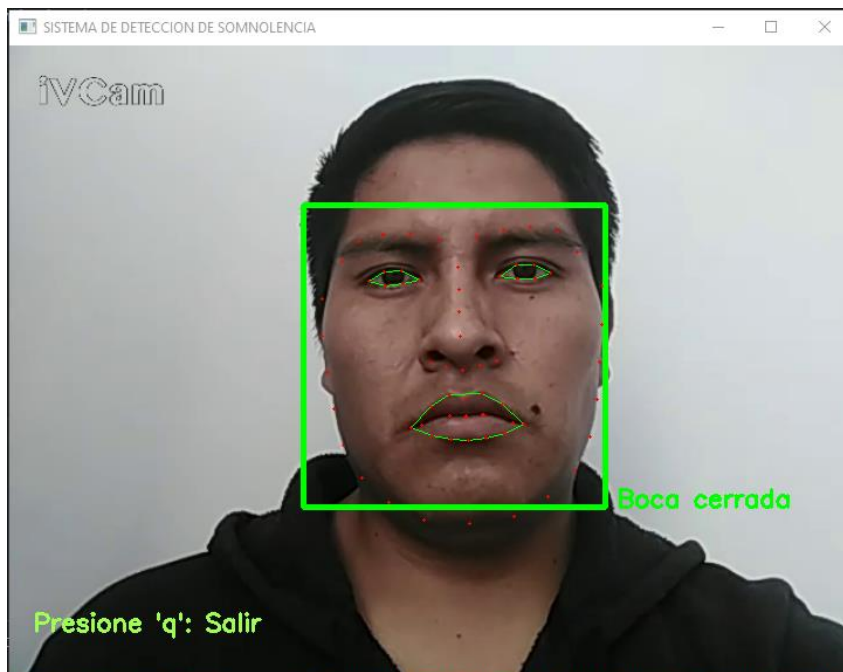 SISTEMA DE DETECCION DE SOMNOLENCIA
iVCam
Boca cerrada
Presione 'q': Salir